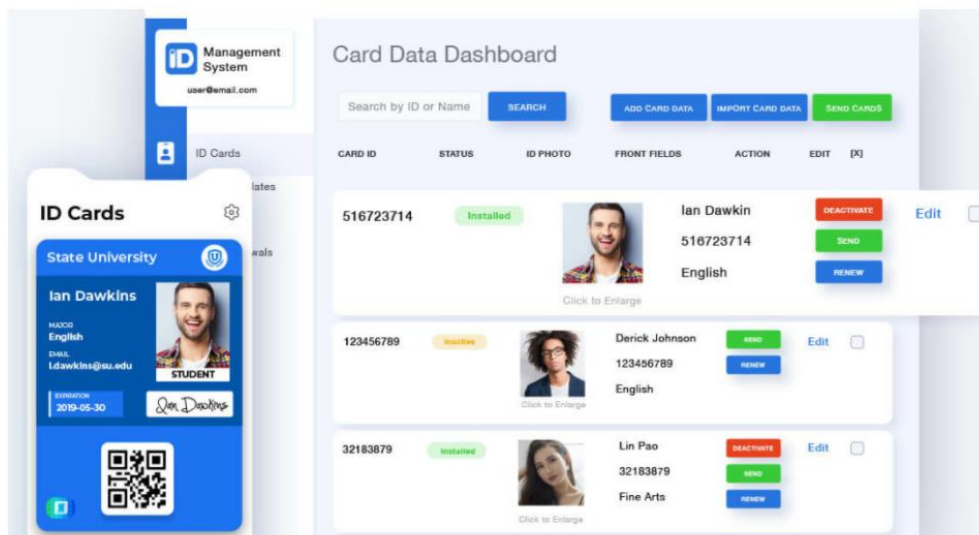 iD
Management
System
user@email.com
ID Cards
lates
wals
Card Data Dashboard
Search by ID or Name
SEARCH
ADD CARD DATA
IMPORT CARD DATA
SEND CARDS
CARD ID STATUS ID PHOTO FRONT FIELDS ACTION EDIT [X]
516723714
Installed
Click to Enlarge
Ian Dawkin
516723714
English
DEACTIVATE
SEND
RENEW
Edit
123456789
Inactive
Click to Enlarge
Derick Johnson
123456789
English
SEND
RENEW
Edit
32183879
Installed
Click to Enlarge
Lin Pao
32183879
Fine Arts
DEACTIVATE
SEND
RENEW
Edit
ID Cards
State University
U
Ian Dawkins
MAJOR
English
EMAIL
I.dawkins@su.edu
STUDENT
EXPIRATION
2019-05-30
Ian Dawkins